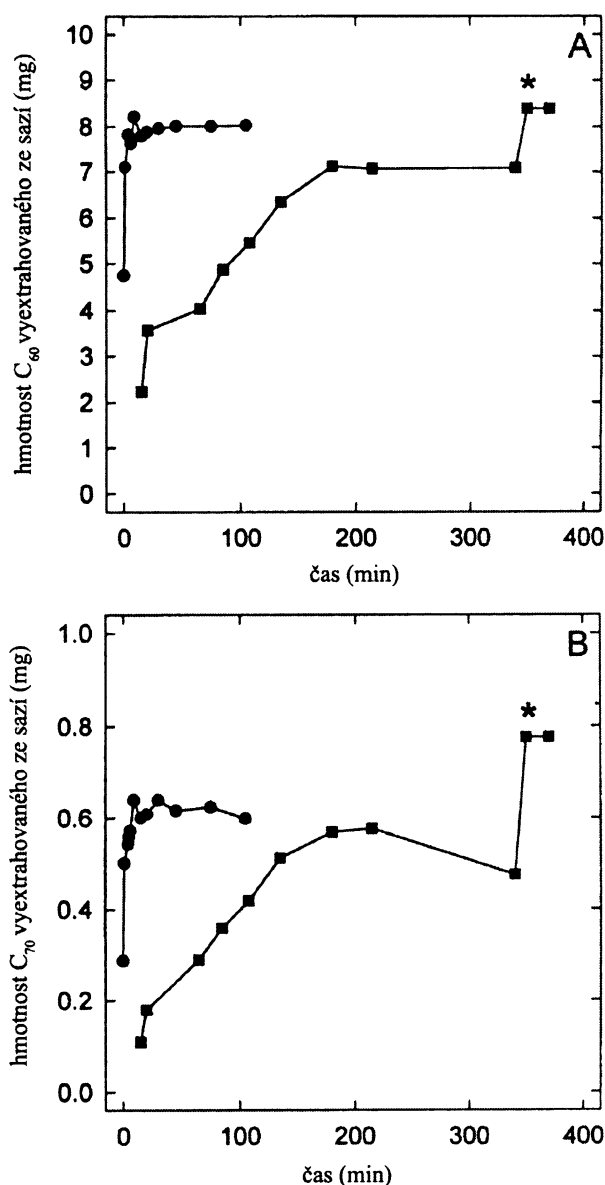 A
*
hmotnost C₆₀ vyextrahovaného ze sazí (mg)
10
9
8
7
6
5
4
3
2
1
0
0 100 200 300 400
čas (min)
B
*
hmotnost C₇₀ vyextrahovaného ze sazí (mg)
1.0
0.8
0.6
0.4
0.2
0.0
0 100 200 300 400
čas (min)